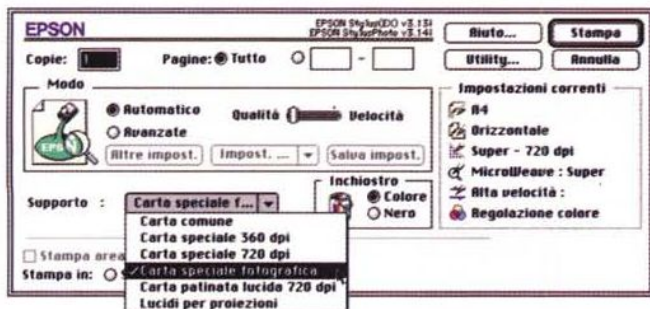 EPSON
EPSON Stylus(DC) v3.13I
EPSON StylusPhoto v3.14I
Aiuto...
Stampa
Copie: 1
Pagine: Tutto
-
Utility...
Annulla
Modo
Automatico
Avanzate
Qualità
Velocità
Altre impost.
Impost. ...
Salva impost.
EPSON
Impostazioni correnti
A4
Orizzontale
Super - 720 dpi
MicroWeave : Super
Alta velocità :
Regolazione colore
Supporto :
Carta speciale f...
Inchiostro
Colore
Nero
Carta comune
Carta speciale 360 dpi
Carta speciale 720 dpi
✓Carta speciale fotografica
Carta patinata lucida 720 dpi
Lucidi per proiezioni
Stampa area
Stampa in: